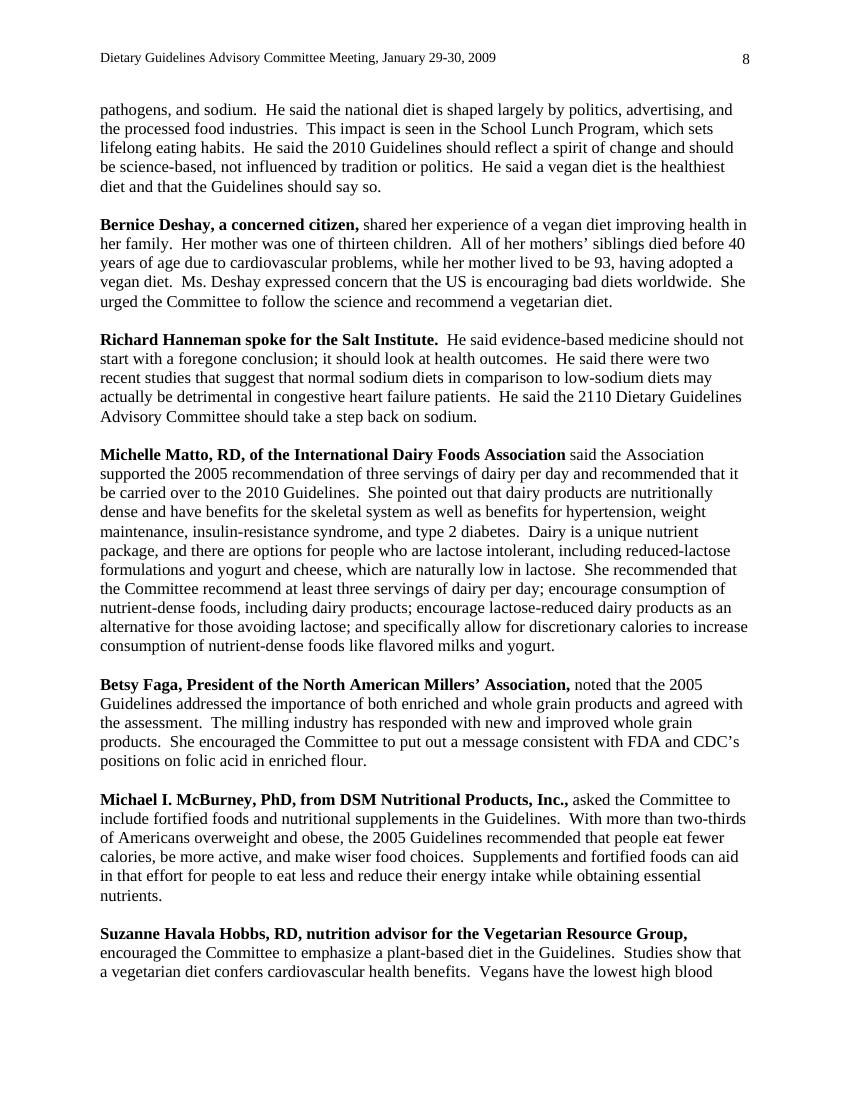 Dietary Guidelines Advisory Committee Meeting, January 29-30, 2009 8
pathogens, and sodium. He said the national diet is shaped largely by politics, advertising, and
the processed food industries. This impact is seen in the School Lunch Program, which sets
lifelong eating habits. He said the 2010 Guidelines should reflect a spirit of change and should
be science-based, not influenced by tradition or politics. He said a vegan diet is the healthiest
diet and that the Guidelines should say so.
Bernice Deshay, a concerned citizen, shared her experience of a vegan diet improving health in
her family. Her mother was one of thirteen children. All of her mothers’ siblings died before 40
years of age due to cardiovascular problems, while her mother lived to be 93, having adopted a
vegan diet. Ms. Deshay expressed concern that the US is encouraging bad diets worldwide. She
urged the Committee to follow the science and recommend a vegetarian diet.
Richard Hanneman spoke for the Salt Institute. He said evidence-based medicine should not
start with a foregone conclusion; it should look at health outcomes. He said there were two
recent studies that suggest that normal sodium diets in comparison to low-sodium diets may
actually be detrimental in congestive heart failure patients. He said the 2110 Dietary Guidelines
Advisory Committee should take a step back on sodium.
Michelle Matto, RD, of the International Dairy Foods Association said the Association
supported the 2005 recommendation of three servings of dairy per day and recommended that it
be carried over to the 2010 Guidelines. She pointed out that dairy products are nutritionally
dense and have benefits for the skeletal system as well as benefits for hypertension, weight
maintenance, insulin-resistance syndrome, and type 2 diabetes. Dairy is a unique nutrient
package, and there are options for people who are lactose intolerant, including reduced-lactose
formulations and yogurt and cheese, which are naturally low in lactose. She recommended that
the Committee recommend at least three servings of dairy per day; encourage consumption of
nutrient-dense foods, including dairy products; encourage lactose-reduced dairy products as an
alternative for those avoiding lactose; and specifically allow for discretionary calories to increase
consumption of nutrient-dense foods like flavored milks and yogurt.
Betsy Faga, President of the North American Millers’ Association, noted that the 2005
Guidelines addressed the importance of both enriched and whole grain products and agreed with
the assessment. The milling industry has responded with new and improved whole grain
products. She encouraged the Committee to put out a message consistent with FDA and CDC’s
positions on folic acid in enriched flour.
Michael I. McBurney, PhD, from DSM Nutritional Products, Inc., asked the Committee to
include fortified foods and nutritional supplements in the Guidelines. With more than two-thirds
of Americans overweight and obese, the 2005 Guidelines recommended that people eat fewer
calories, be more active, and make wiser food choices. Supplements and fortified foods can aid
in that effort for people to eat less and reduce their energy intake while obtaining essential
nutrients.
Suzanne Havala Hobbs, RD, nutrition advisor for the Vegetarian Resource Group,
encouraged the Committee to emphasize a plant-based diet in the Guidelines. Studies show that
a vegetarian diet confers cardiovascular health benefits. Vegans have the lowest high blood